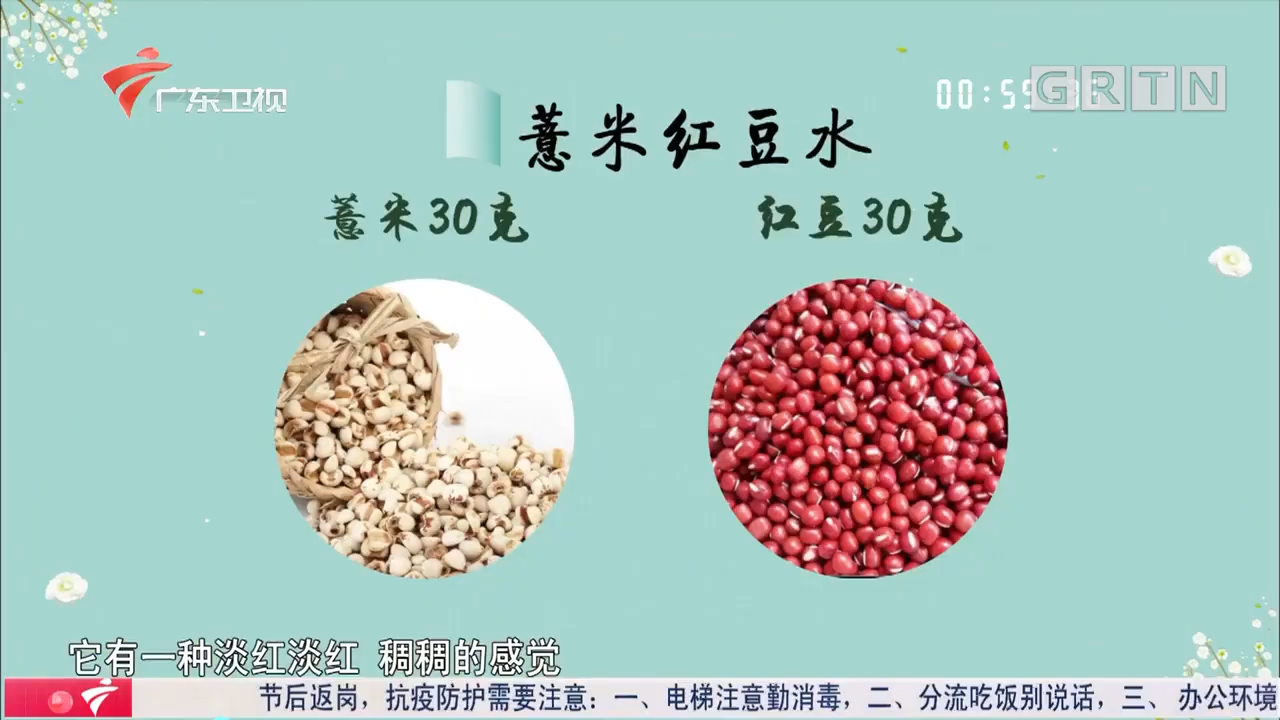 广东卫视
00:59
GRTN
薏米红豆水
薏米30克
红豆30克
它有一种淡红淡红 稠稠的感觉
节后返岗，抗疫防护需要注意：一、电梯注意勤消毒，二、分流吃饭别说话，三、办公环境